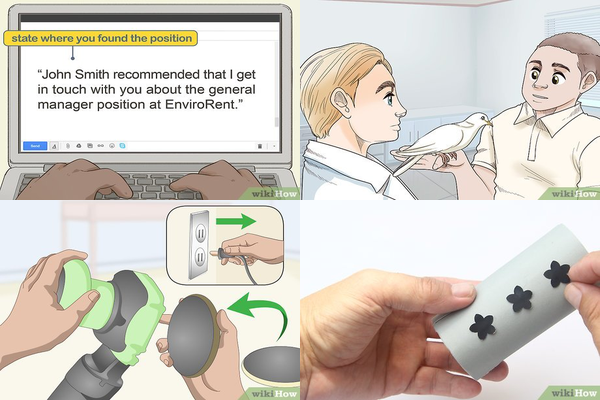 state where you found the position
“John Smith recommended that I get
in touch with you about the general
manager position at EnviroRent.”
Send
wikiHow
wikiHow
wikiHow
wikiHow